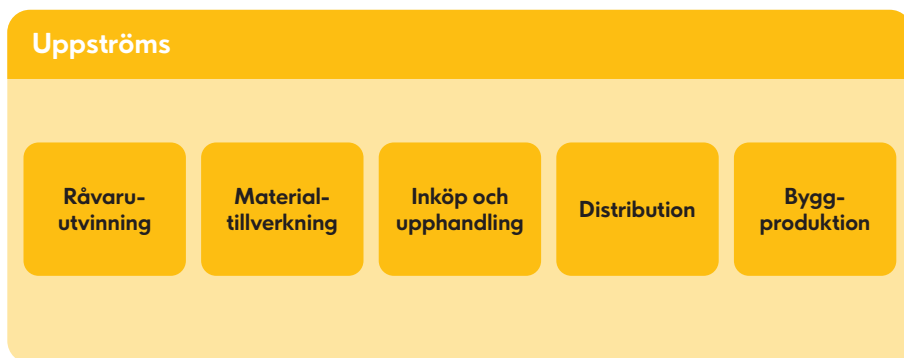 Uppströms
Råvaru-
utvinning
Material-
tillverkning
Inköp och
upphandling
Distribution
Bygg-
produktion